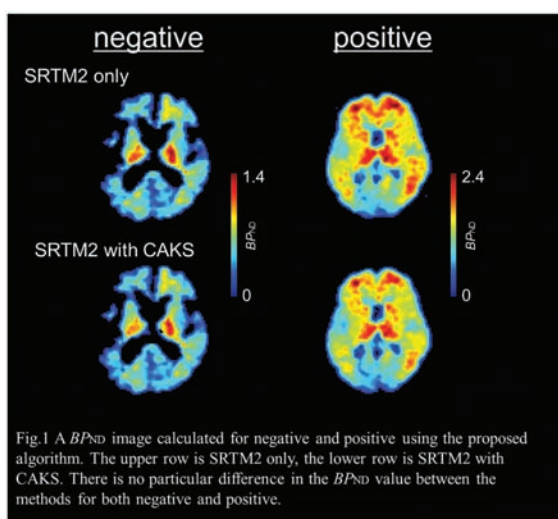 negative positive
SRTM2 only
1.4 2.4
BPND BPND
0 0
SRTM2 with CAKS
Fig.1 A BPND image calculated for negative and positive using the proposed
algorithm. The upper row is SRTM2 only, the lower row is SRTM2 with
CAKS. There is no particular difference in the BPND value between the
methods for both negative and positive.